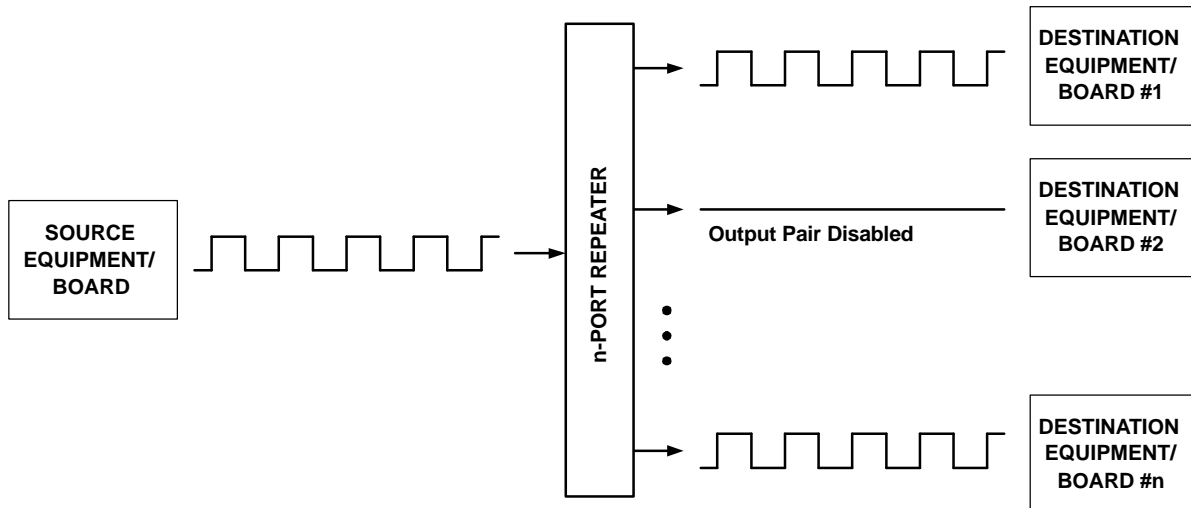 SOURCE
EQUIPMENT/
BOARD
n-PORT REPEATER
DESTINATION
EQUIPMENT/
BOARD #1
Output Pair Disabled
DESTINATION
EQUIPMENT/
BOARD #2
DESTINATION
EQUIPMENT/
BOARD #n